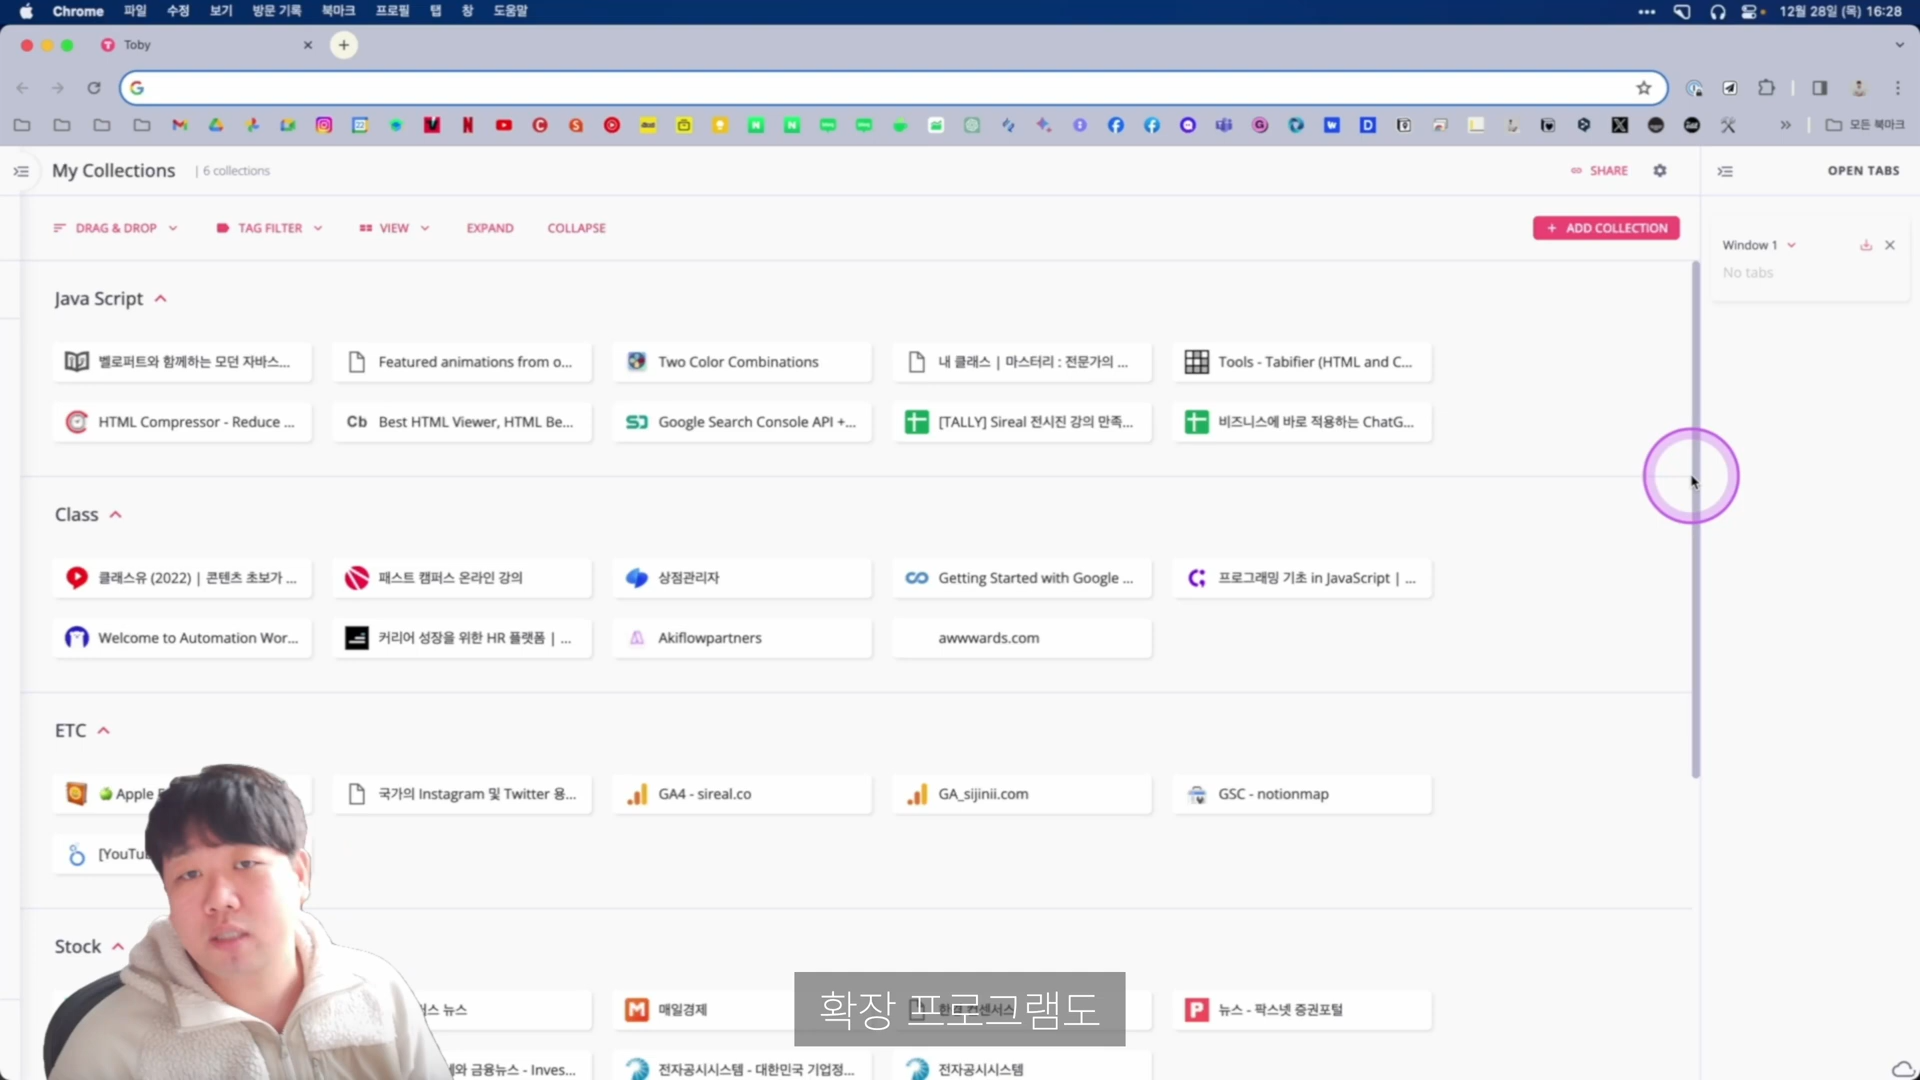 Chrome 파일 수정 보기 방문 기록 북마크 프로필 탭 창 도움말 12월 28일 (목) 16:28
Toby
모든 북마크
My Collections | 6 collections SHARE OPEN TABS
DRAG & DROP TAG FILTER VIEW EXPAND COLLAPSE + ADD COLLECTION
Window 1
No tabs
Java Script
벨로퍼트와 함께하는 모던 자바스... Featured animations from o... Two Color Combinations 내 클래스 | 마스터리 : 전문가의 ... Tools - Tabifier (HTML and C...
HTML Compressor - Reduce ... Cb Best HTML Viewer, HTML Be... Google Search Console API +... [TALLY] Sireal 전시진 강의 만족... 비즈니스에 바로 적용하는 ChatG...
Class
클래스유 (2022) | 콘텐츠 초보가 ... 패스트 캠퍼스 온라인 강의 상점관리자 Getting Started with Google ... 프로그래밍 기초 in JavaScript | ...
Welcome to Automation Wor... 커리어 성장을 위한 HR 플랫폼 | ... Akiflowpartners awwwards.com
ETC
Apple 국가의 Instagram 및 Twitter 용... GA4 - sireal.co GA_sijinii.com GSC - notionmap
[YouTu
Stock
스 뉴스 매일경제 뉴스 - 팍스넷 증권포털
확장 프로그램도
와 금융뉴스 - Inves... 전자공시시스템 - 대한민국 기업정... 전자공시시스템